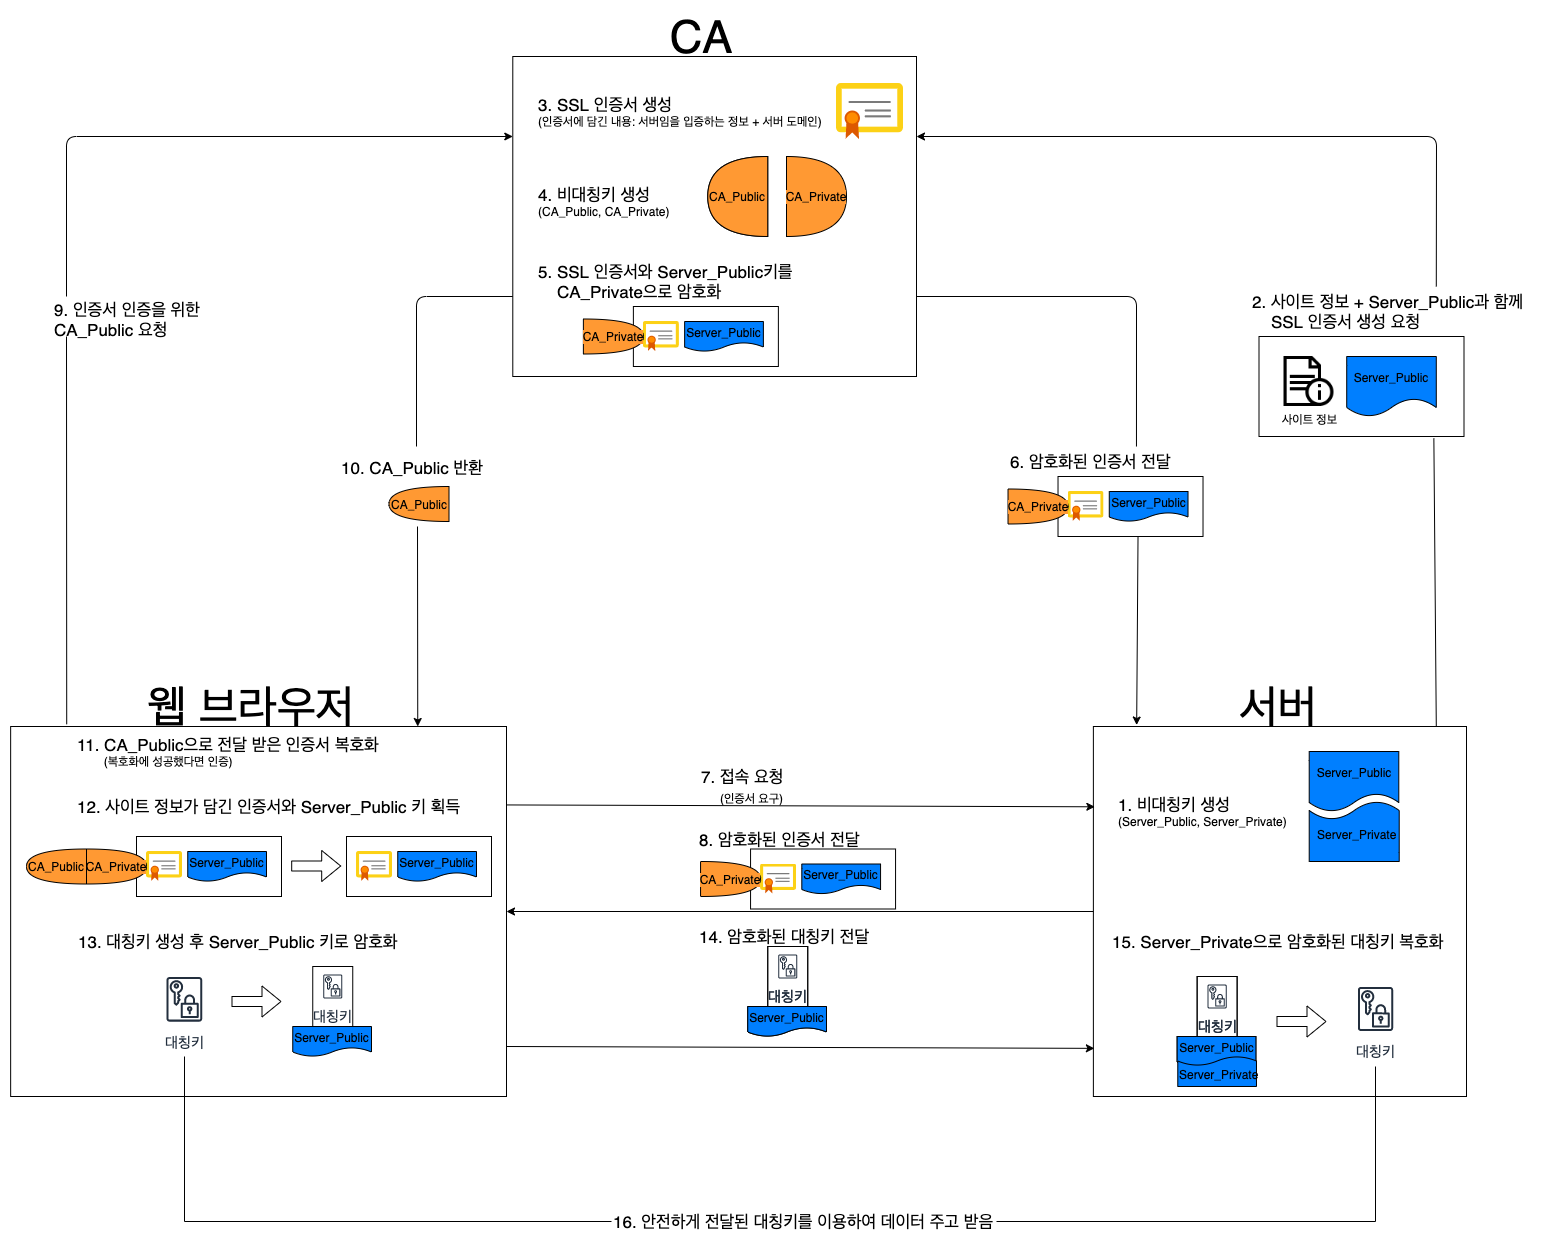 CA
3. SSL 인증서 생성
(인증서에 담긴 내용: 서버임을 입증하는 정보 + 서버 도메인)
4. 비대칭키 생성
(CA_Public, CA_Private)
CA_Public
CA_Private
5. SSL 인증서와 Server_Public키를
CA_Private으로 암호화
CA_Private
Server_Public
9. 인증서 인증을 위한
CA_Public 요청
2. 사이트 정보 + Server_Public과 함께
SSL 인증서 생성 요청
사이트 정보
Server_Public
10. CA_Public 반환
CA_Public
6. 암호화된 인증서 전달
CA_Private
Server_Public
웹 브라우저
11. CA_Public으로 전달 받은 인증서 복호화
(복호화에 성공했다면 인증)
12. 사이트 정보가 담긴 인증서와 Server_Public 키 획득
CA_Public
CA_Private
Server_Public
Server_Public
13. 대칭키 생성 후 Server_Public 키로 암호화
대칭키
대칭키
Server_Public
7. 접속 요청
(인증서 요구)
8. 암호화된 인증서 전달
CA_Private
Server_Public
14. 암호화된 대칭키 전달
대칭키
Server_Public
서버
1. 비대칭키 생성
(Server_Public, Server_Private)
Server_Public
Server_Private
15. Server_Private으로 암호화된 대칭키 복호화
대칭키
Server_Public
Server_Private
대칭키
16. 안전하게 전달된 대칭키를 이용하여 데이터 주고 받음